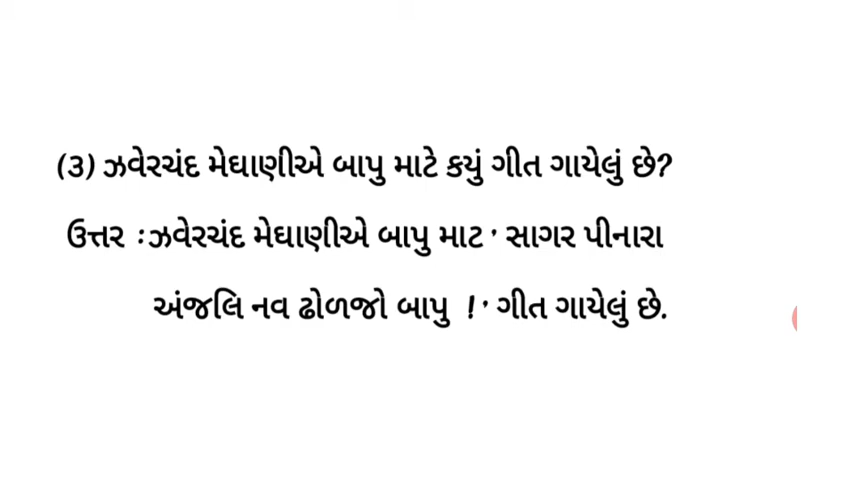 (૩) ઝવેરચંદ મેઘાણીએ બાપુ માટે કયું ગીત ગાયેલું છે?
ઉત્તર : ઝવેરચંદ મેઘાણીએ બાપુ માટ ' સાગર પીનારા
અંજલિ નવ ઢોળજો બાપુ !' ગીત ગાયેલું છે.